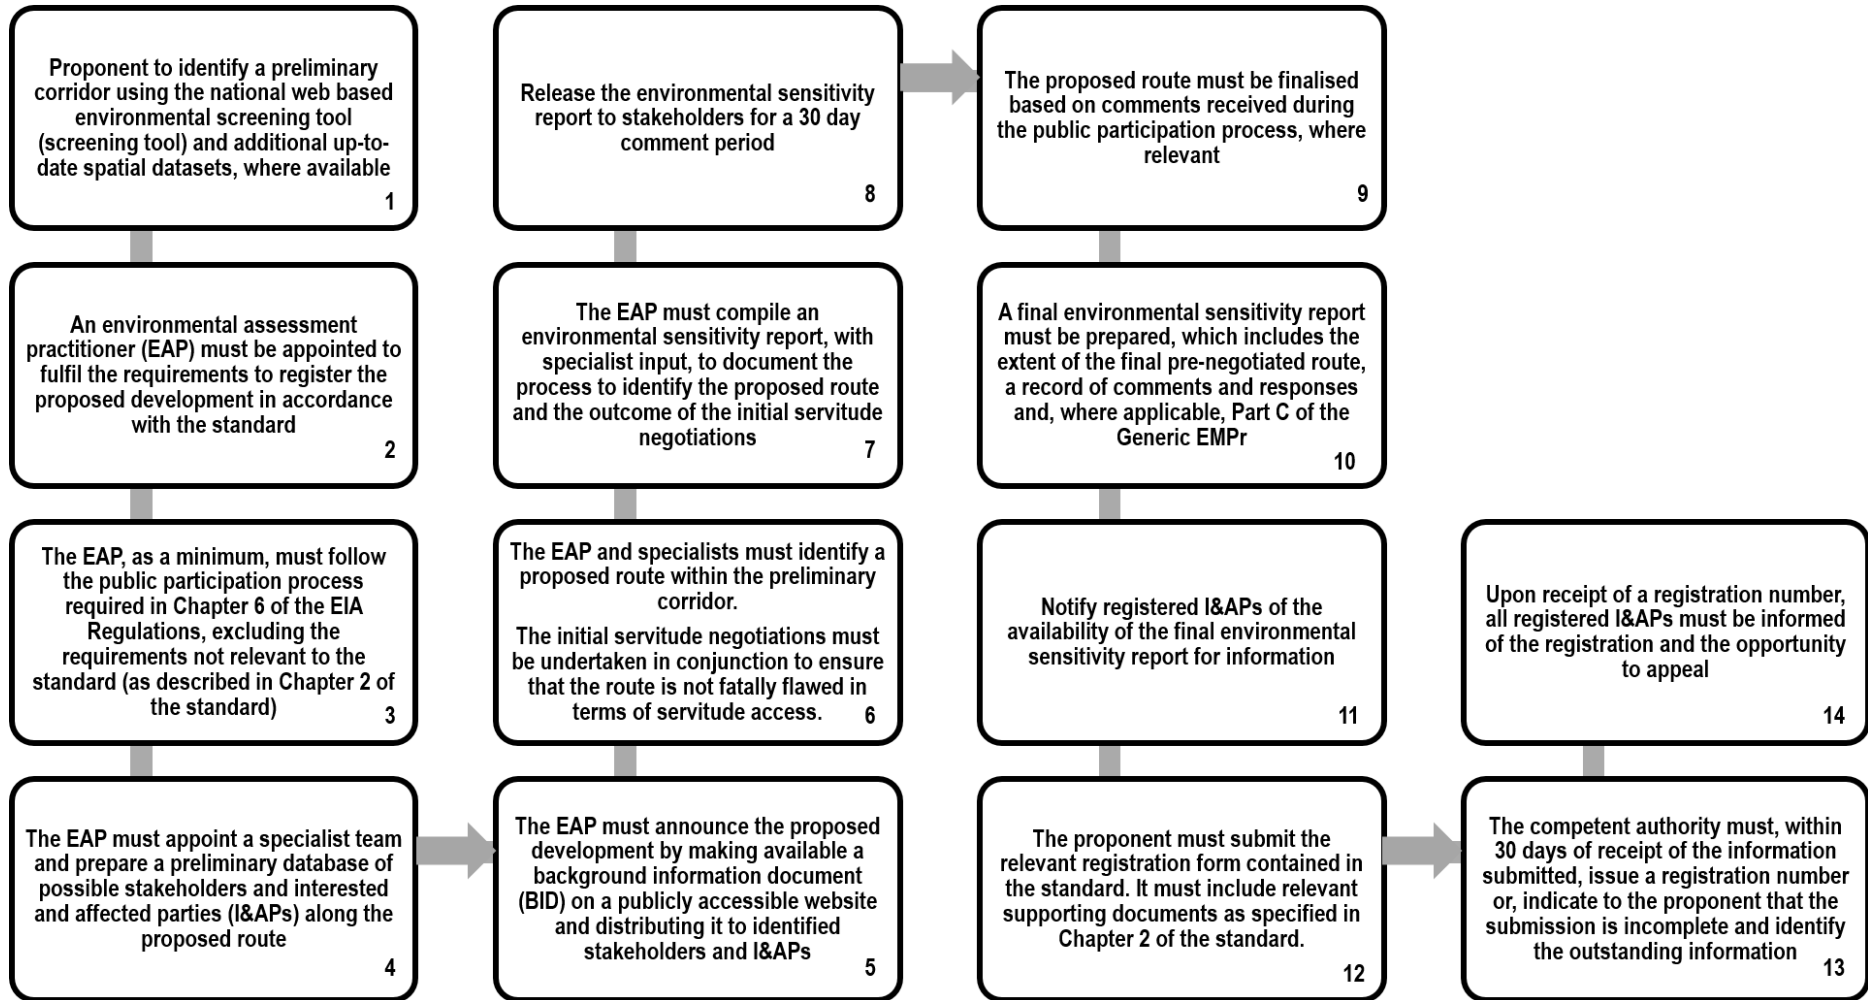 Proponent to identify a preliminary
corridor using the national web based
environmental screening tool
(screening tool) and additional up-to-
date spatial datasets, where available
1
An environmental assessment
practitioner (EAP) must be appointed to
fulfil the requirements to register the
proposed development in accordance
with the standard
2
The EAP, as a minimum, must follow
the public participation process
required in Chapter 6 of the EIA
Regulations, excluding the
requirements not relevant to the
standard (as described in Chapter 2 of
the standard)
3
The EAP must appoint a specialist team
and prepare a preliminary database of
possible stakeholders and interested
and affected parties (I&APs) along the
proposed route
4
The EAP must announce the proposed
development by making available a
background information document
(BID) on a publicly accessible website
and distributing it to identified
stakeholders and I&APs
5
The EAP and specialists must identify a
proposed route within the preliminary
corridor.
The initial servitude negotiations must
be undertaken in conjunction to ensure
that the route is not fatally flawed in
terms of servitude access.
6
The EAP must compile an
environmental sensitivity report, with
specialist input, to document the
process to identify the proposed route
and the outcome of the initial servitude
negotiations
7
Release the environmental sensitivity
report to stakeholders for a 30 day
comment period
8
The proposed route must be finalised
based on comments received during
the public participation process, where
relevant
9
A final environmental sensitivity report
must be prepared, which includes the
extent of the final pre-negotiated route,
a record of comments and responses
and, where applicable, Part C of the
Generic EMPr
10
Notify registered I&APs of the
availability of the final environmental
sensitivity report for information
11
The proponent must submit the
relevant registration form contained in
the standard. It must include relevant
supporting documents as specified in
Chapter 2 of the standard.
12
The competent authority must, within
30 days of receipt of the information
submitted, issue a registration number
or, indicate to the proponent that the
submission is incomplete and identify
the outstanding information
13
Upon receipt of a registration number,
all registered I&APs must be informed
of the registration and the opportunity
to appeal
14